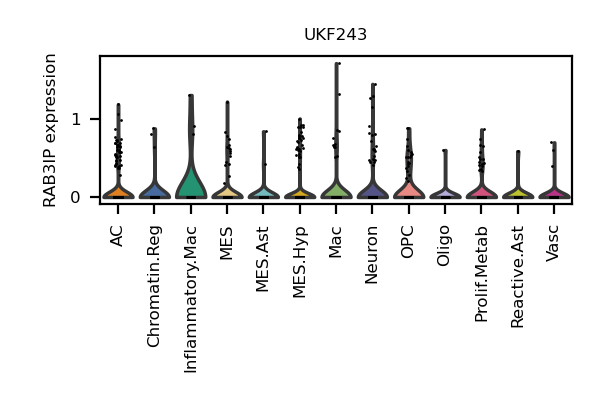 UKF243
RAB3IP expression
1
0
AC
Chromatin.Reg
Inflammatory.Mac
MES
MES.Ast
MES.Hyp
Mac
Neuron
OPC
Oligo
Prolif.Metab
Reactive.Ast
Vasc